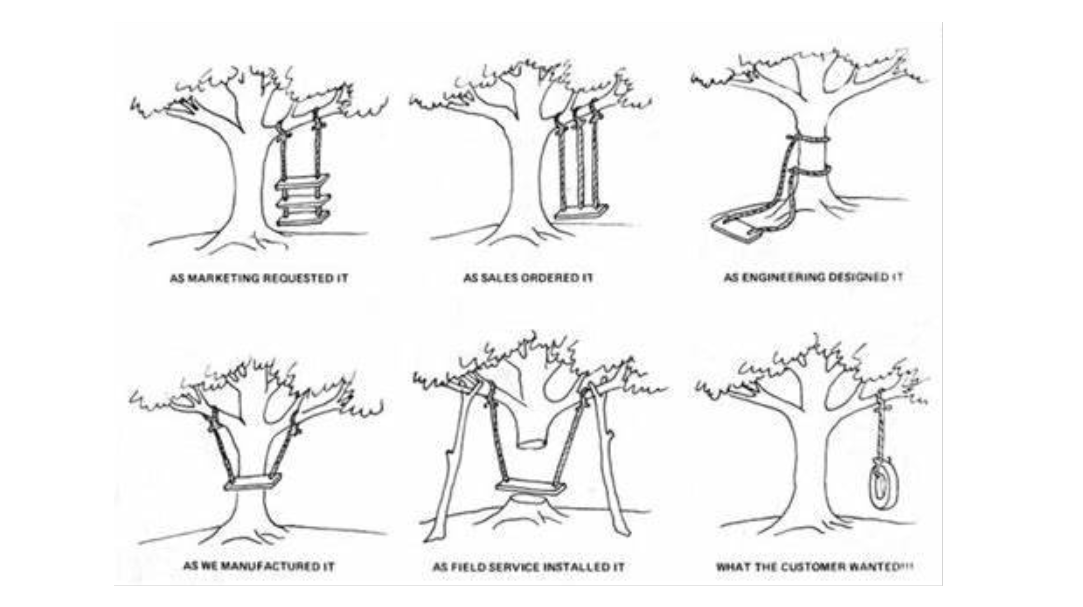 AS MARKETING REQUESTED IT
AS SALES ORDERED IT
AS ENGINEERING DESIGNED IT
AS WE MANUFACTURED IT
AS FIELD SERVICE INSTALLED IT
WHAT THE CUSTOMER WANTED!!!